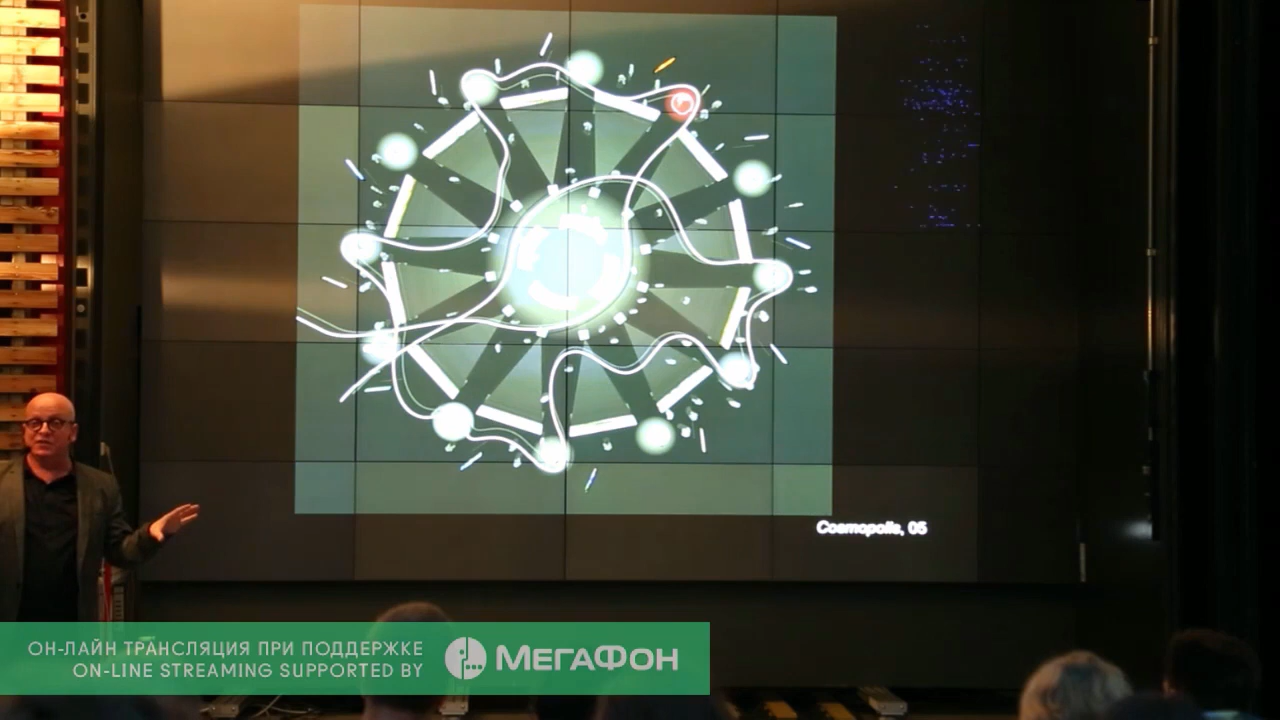 Cosmopolis, 05
ОН-ЛАЙН ТРАНСЛЯЦИЯ ПРИ ПОДДЕРЖКЕ
ON-LINE STREAMING SUPPORTED BY
МЕГАФОН